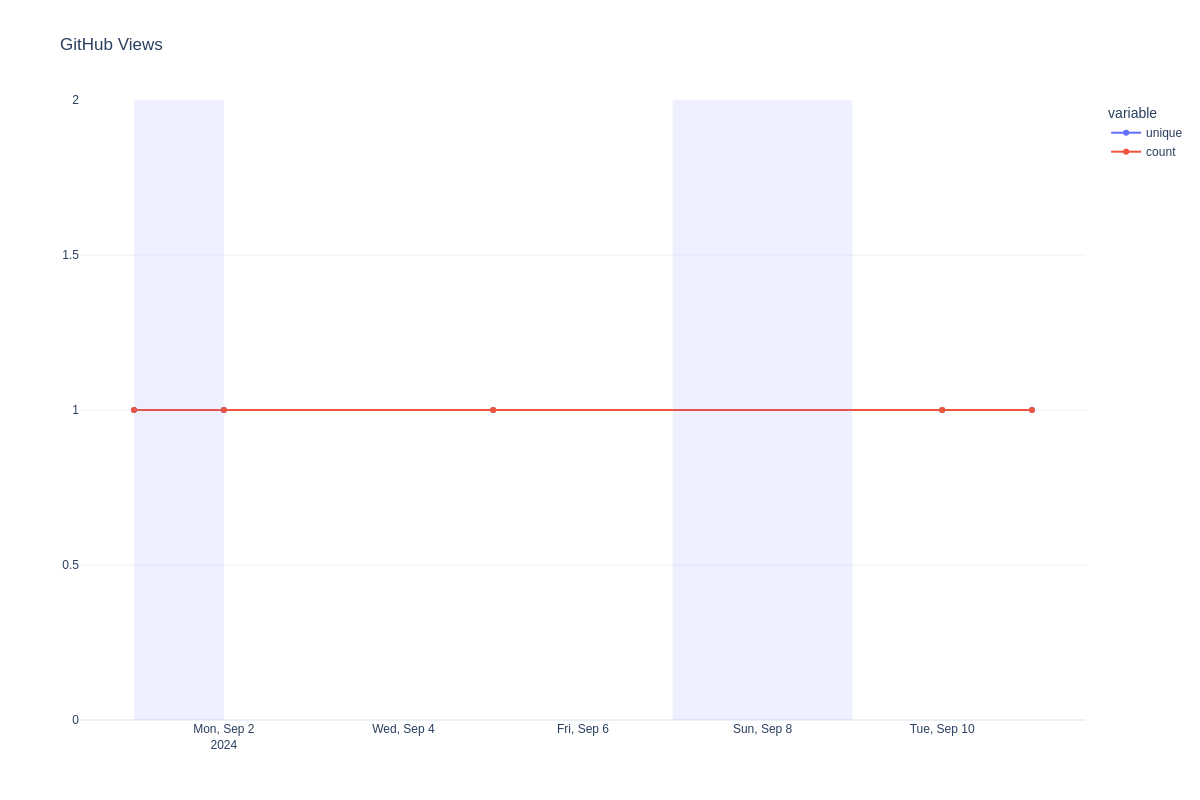 GitHub Views
2
1.5
1
0.5
0
Mon, Sep 2
2024
Wed, Sep 4
Fri, Sep 6
Sun, Sep 8
Tue, Sep 10
variable
unique
count